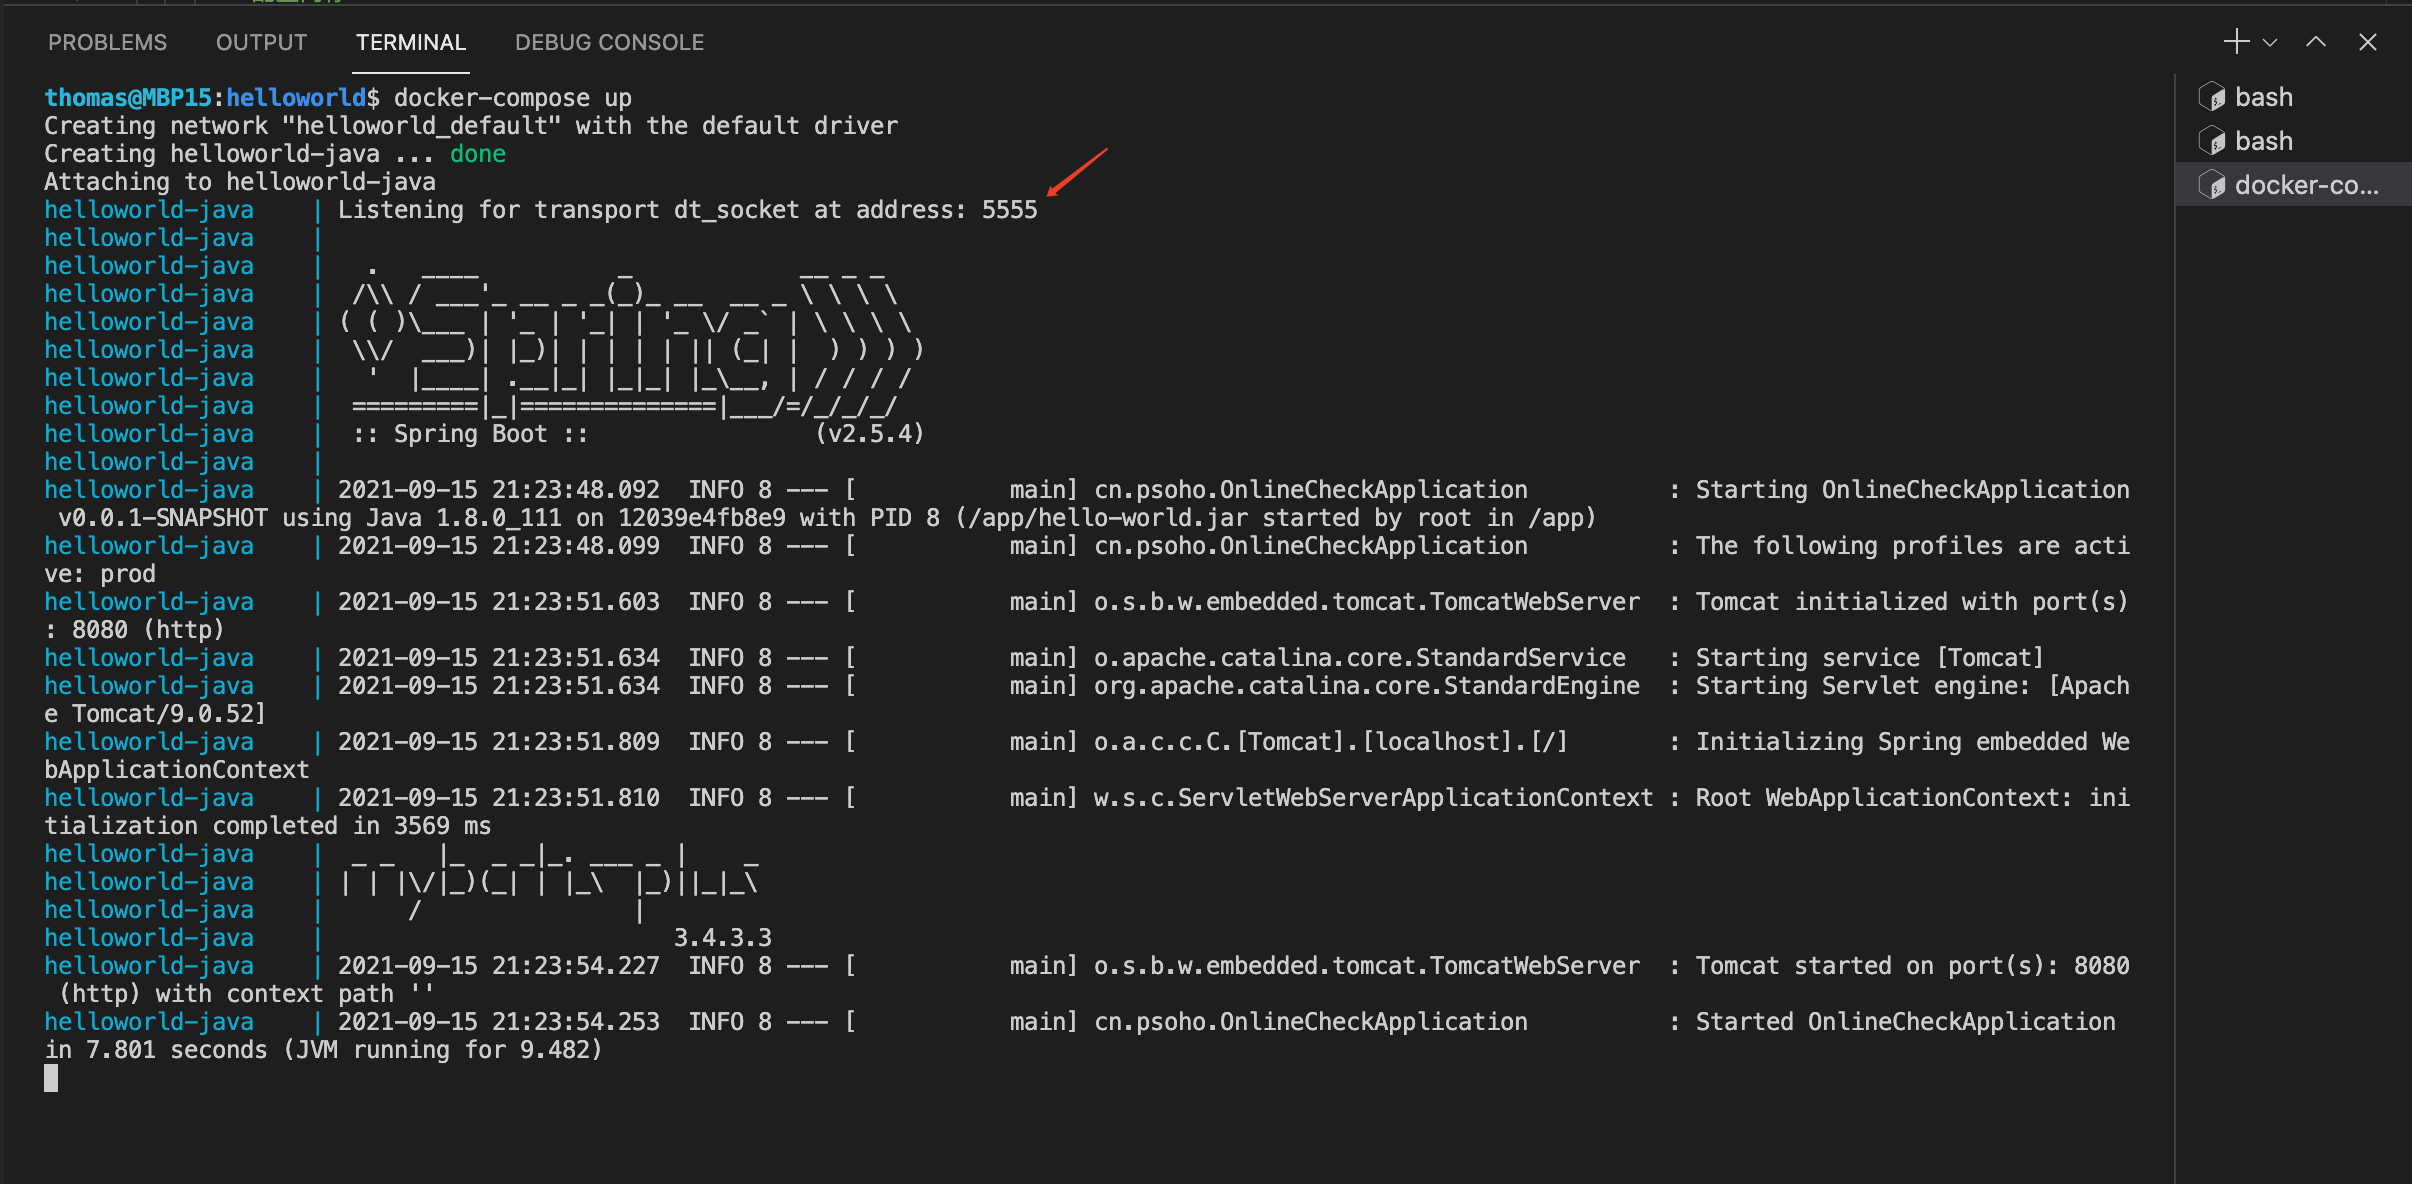 PROBLEMS OUTPUT TERMINAL DEBUG CONSOLE
thomas@MBP15:helloworld$ docker-compose up
Creating network "helloworld_default" with the default driver
Creating helloworld-java ... done
Attaching to helloworld-java
helloworld-java    | Listening for transport dt_socket at address: 5555
helloworld-java    |
helloworld-java    |   .   ____          _            __ _ _
helloworld-java    |  /\\ / ___'_ __ _ _(_)_ __  __ _ \ \ \ \
helloworld-java    | ( ( )\___ | '_ | '_| | '_ \/ _` | \ \ \ \
helloworld-java    |  \\/  ___)| |_)| | | | | || (_| |  ) ) ) )
helloworld-java    |   '  |____| .__|_| |_|_| |_\__, | / / / /
helloworld-java    |  =========|_|==============|___/=/_/_/_/
helloworld-java    |  :: Spring Boot ::                (v2.5.4)
helloworld-java    |
helloworld-java    | 2021-09-15 21:23:48.092  INFO 8 --- [           main] cn.psoho.OnlineCheckApplication          : Starting OnlineCheckApplication
 v0.0.1-SNAPSHOT using Java 1.8.0_111 on 12039e4fb8e9 with PID 8 (/app/hello-world.jar started by root in /app)
helloworld-java    | 2021-09-15 21:23:48.099  INFO 8 --- [           main] cn.psoho.OnlineCheckApplication          : The following profiles are acti
ve: prod
helloworld-java    | 2021-09-15 21:23:51.603  INFO 8 --- [           main] o.s.b.w.embedded.tomcat.TomcatWebServer  : Tomcat initialized with port(s)
: 8080 (http)
helloworld-java    | 2021-09-15 21:23:51.634  INFO 8 --- [           main] o.apache.catalina.core.StandardService   : Starting service [Tomcat]
helloworld-java    | 2021-09-15 21:23:51.634  INFO 8 --- [           main] org.apache.catalina.core.StandardEngine  : Starting Servlet engine: [Apach
e Tomcat/9.0.52]
helloworld-java    | 2021-09-15 21:23:51.809  INFO 8 --- [           main] o.a.c.c.C.[Tomcat].[localhost].[/]       : Initializing Spring embedded We
bApplicationContext
helloworld-java    | 2021-09-15 21:23:51.810  INFO 8 --- [           main] w.s.c.ServletWebServerApplicationContext : Root WebApplicationContext: ini
tialization completed in 3569 ms
helloworld-java    |  _ _   |_  _ _|_. ___ _ |    _
helloworld-java    | | | |\/|_)(_| | |_\  |_)||_|_\
helloworld-java    |      /               |
helloworld-java    |                         3.4.3.3
helloworld-java    | 2021-09-15 21:23:54.227  INFO 8 --- [           main] o.s.b.w.embedded.tomcat.TomcatWebServer  : Tomcat started on port(s): 8080
 (http) with context path ''
helloworld-java    | 2021-09-15 21:23:54.253  INFO 8 --- [           main] cn.psoho.OnlineCheckApplication          : Started OnlineCheckApplication
in 7.801 seconds (JVM running for 9.482)
bash
bash
docker-co...